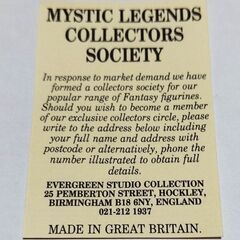 MYSTIC LEGENDS
COLLECTORS
SOCIETY
In response to market demand we have
formed a collectors society for our
popular range of Fantasy figurines.
Should you wish to become a member of
our exclusive collectors circle, please
write to the address below including
your full name and address with
postcode or alternatively, phone the
number illustrated to obtain full
details.
EVERGREEN STUDIO COLLECTION
25 PEMBERTON STREET, HOCKLEY,
BIRMINGHAM B18 6NY, ENGLAND
021-212 1937
MADE IN GREAT BRITAIN.